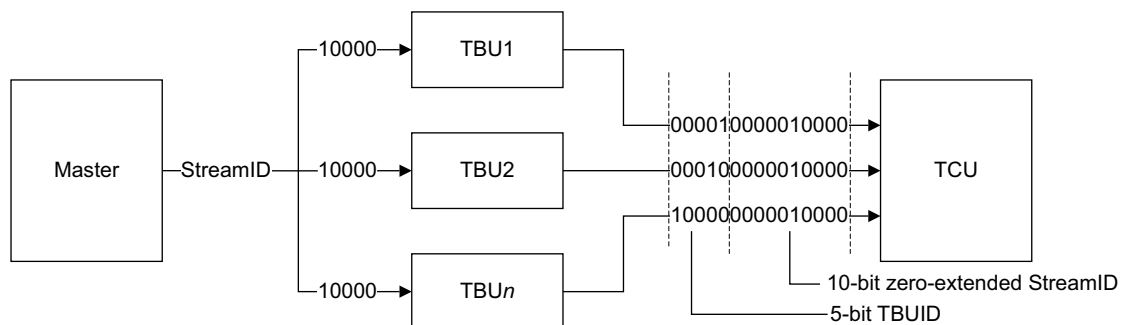 10000
TBU1
000010000010000
Master
StreamID
10000
TBU2
000100000010000
TCU
100000000010000
10000
TBUn
10-bit zero-extended StreamID
5-bit TBUID